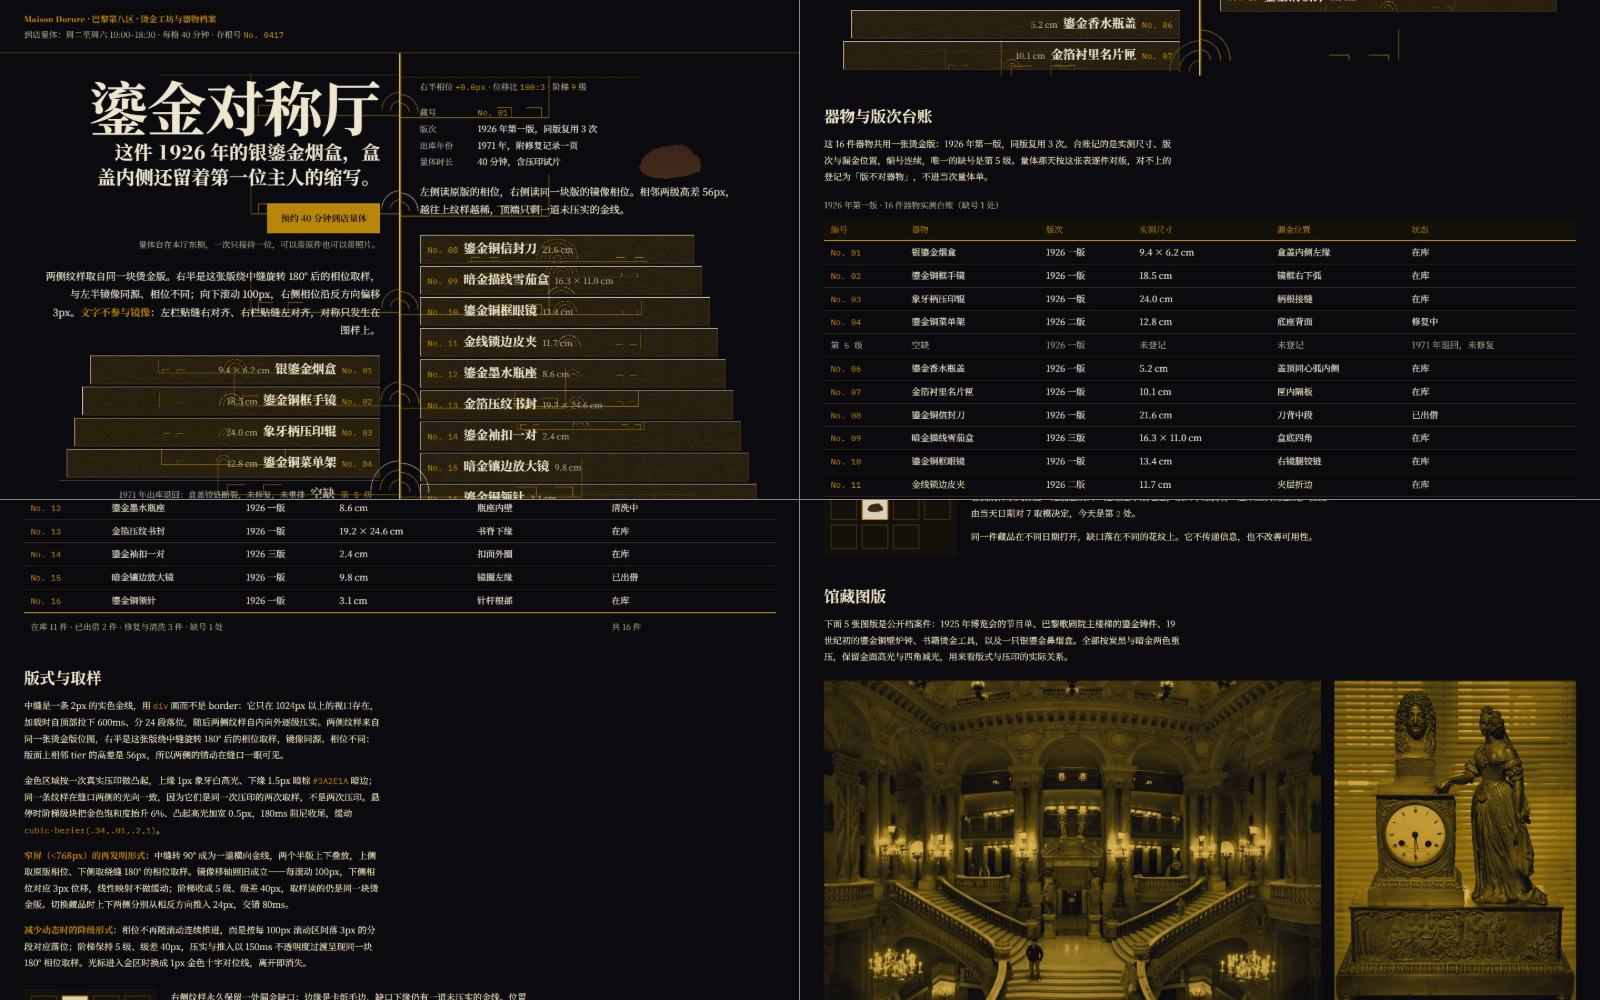 Maison Dorure · 巴黎第八区 · 烫金工坊与器物档案
到店量体：周二至周六 10:00–18:30 · 每格 40 分钟 · 存根号 No. 0417
鎏金对称厅
这件 1926 年的银鎏金烟盒，盒
盖内侧还留着第一位主人的缩写。
预约 40 分钟到店量体
量体台在本厅东侧，一次只接待一位，可以带原件也可以带照片。
两侧纹样取自同一块烫金版。右半是这张版绕中缝旋转 180° 后的相位取样，
与左半镜像同源、相位不同；向下滚动 100px，右侧相位沿反方向偏移
3px。文字不参与镜像：左栏贴缝右对齐、右栏贴缝左对齐，对称只发生在
图样上。
9.4 × 6.2 cm 银鎏金烟盒 No. 01
18.5 cm 鎏金铜框手镜 No. 02
24.0 cm 象牙柄压印辊 No. 03
12.8 cm 鎏金铜菜单架 No. 04
1971 年出库退回：盒盖铰链断裂，未修复，未重排 空缺 第 5 级
右半相位 +0.0px · 位移比 100:3 · 阶梯 9 级
藏号 No. 01
版次 1926 年第一版，同版复用 3 次
出库年份 1971 年，附修复记录一页
量体时长 40 分钟，含压印试片
左侧读原版的相位，右侧读同一块版的镜像相位。相邻两级高差 56px，
越往上纹样越稀，顶端只剩一道未压实的金线。
No. 08 鎏金铜信封刀 21.6 cm
No. 09 暗金描线雪茄盒 16.3 × 11.0 cm
No. 10 鎏金铜框眼镜 13.4 cm
No. 11 金线锁边皮夹 11.7 cm
No. 12 鎏金墨水瓶座 8.6 cm
No. 13 金箔压纹书封 19.2 × 24.6 cm
No. 14 鎏金袖扣一对 2.4 cm
No. 15 暗金镶边放大镜 9.8 cm
No. 16 鎏金铜领针 3.1 cm
5.2 cm 鎏金香水瓶盖 No. 06
10.1 cm 金箔衬里名片匣 No. 07
器物与版次台账
这 16 件器物共用一张烫金版：1926 年第一版，同版复用 3 次。台账记的是实测尺寸、版
次与漏金位置，编号连续，唯一的缺号是第 5 级。量体那天按这张表逐件对版，对不上的
登记为「版不对器物」，不进当次量体单。
1926 年第一版 · 16 件器物实测台账（缺号 1 处）
编号 器物 版次 实测尺寸 漏金位置 状态
No. 01 银鎏金烟盒 1926 一版 9.4 × 6.2 cm 盒盖内侧左缘 在库
No. 02 鎏金铜框手镜 1926 一版 18.5 cm 镜框右下弧 在库
No. 03 象牙柄压印辊 1926 一版 24.0 cm 柄根接缝 在库
No. 04 鎏金铜菜单架 1926 二版 12.8 cm 底座背面 修复中
第 5 级 空缺 1926 一版 未登记 未登记 1971 年退回，未修复
No. 06 鎏金香水瓶盖 1926 一版 5.2 cm 盖顶同心弧内侧 在库
No. 07 金箔衬里名片匣 1926 一版 10.1 cm 匣内隔板 在库
No. 08 鎏金铜信封刀 1926 一版 21.6 cm 刀背中段 已出借
No. 09 暗金描线雪茄盒 1926 三版 16.3 × 11.0 cm 盒底四角 在库
No. 10 鎏金铜框眼镜 1926 一版 13.4 cm 右镜腿铰链 在库
No. 11 金线锁边皮夹 1926 二版 11.7 cm 夹层折边 在库
No. 12 鎏金墨水瓶座 1926 一版 8.6 cm 瓶座内壁 清洗中
No. 13 金箔压纹书封 1926 一版 19.2 × 24.6 cm 书脊下缘 在库
No. 14 鎏金袖扣一对 1926 三版 2.4 cm 扣面外圈 在库
No. 15 暗金镶边放大镜 1926 一版 9.8 cm 镜圈左缘 已出借
No. 16 鎏金铜领针 1926 一版 3.1 cm 针杆根部 在库
在库 11 件 · 已出借 2 件 · 修复与清洗 3 件 · 缺号 1 处 共 16 件
版式与取样
中缝是一条 2px 的实色金线，用 div 画而不是 border：它只在 1024px 以上的视口存在，
加载时自顶部拉下 600ms、分 24 段落位，随后两侧纹样自内向外逐级压实。两侧纹样来自
同一张烫金版位图，右半是这张版绕中缝旋转 180° 后的相位取样，镜像同源、相位不同：
版面上相邻 tier 的高差是 56px，所以两侧的错动在缝口一眼可见。
金色区域按一次真实压印做凸起，上缘 1px 象牙白高光、下缘 1.5px 暗棕 #3A2E1A 暗边；
同一条纹样在缝口两侧的光向一致，因为它们是同一次压印的两次取样，不是两次压印。悬
停时阶梯级块把金色饱和度抬升 6%、凸起高光加宽 0.5px，180ms 阻尼收尾，缓动
cubic-bezier(.34,.01,.2,1)。
窄屏（<768px）的再发明形式：中缝转 90° 成为一道横向金线，两个半版上下叠放，上侧
取原版相位、下侧取绕缝 180° 的相位取样。镜像移轴照旧成立——每滚动 100px，下侧相
位对应 3px 位移，线性映射不做缓动；阶梯收成 5 级、级差 40px，取样读的仍是同一块烫
金版。切换藏品时上下两侧分别从相反方向推入 24px，交错 80ms。
减少动态时的降级形式：相位不再随滚动连续推进，而是按每 100px 滚动区间落 3px 的分
段对应落位；阶梯保持 5 级、级差 40px，压实与推入以 150ms 不透明度过渡呈现同一块
180° 相位取样。光标进入金区时换成 1px 金色十字对位线，离开即消失。
右侧纹样永久保留一处漏金缺口：边缘是卡纸毛边，缺口下缘仍有一道未压实的金线。位置
由当天日期对 7 取模决定，今天是第 2 处。
同一件藏品在不同日期打开，缺口落在不同的花纹上。它不传递信息，也不改善可用性。
馆藏图版
下面 5 张图版是公开档案件：1925 年博览会的节目单、巴黎歌剧院主楼梯的鎏金铸件、19
世纪初的鎏金铜壁炉钟、书籍烫金工具，以及一只银鎏金鼻烟盒。全部按炭黑与暗金两色重
压，保留金面高光与四角减光，用来看版式与压印的实际关系。